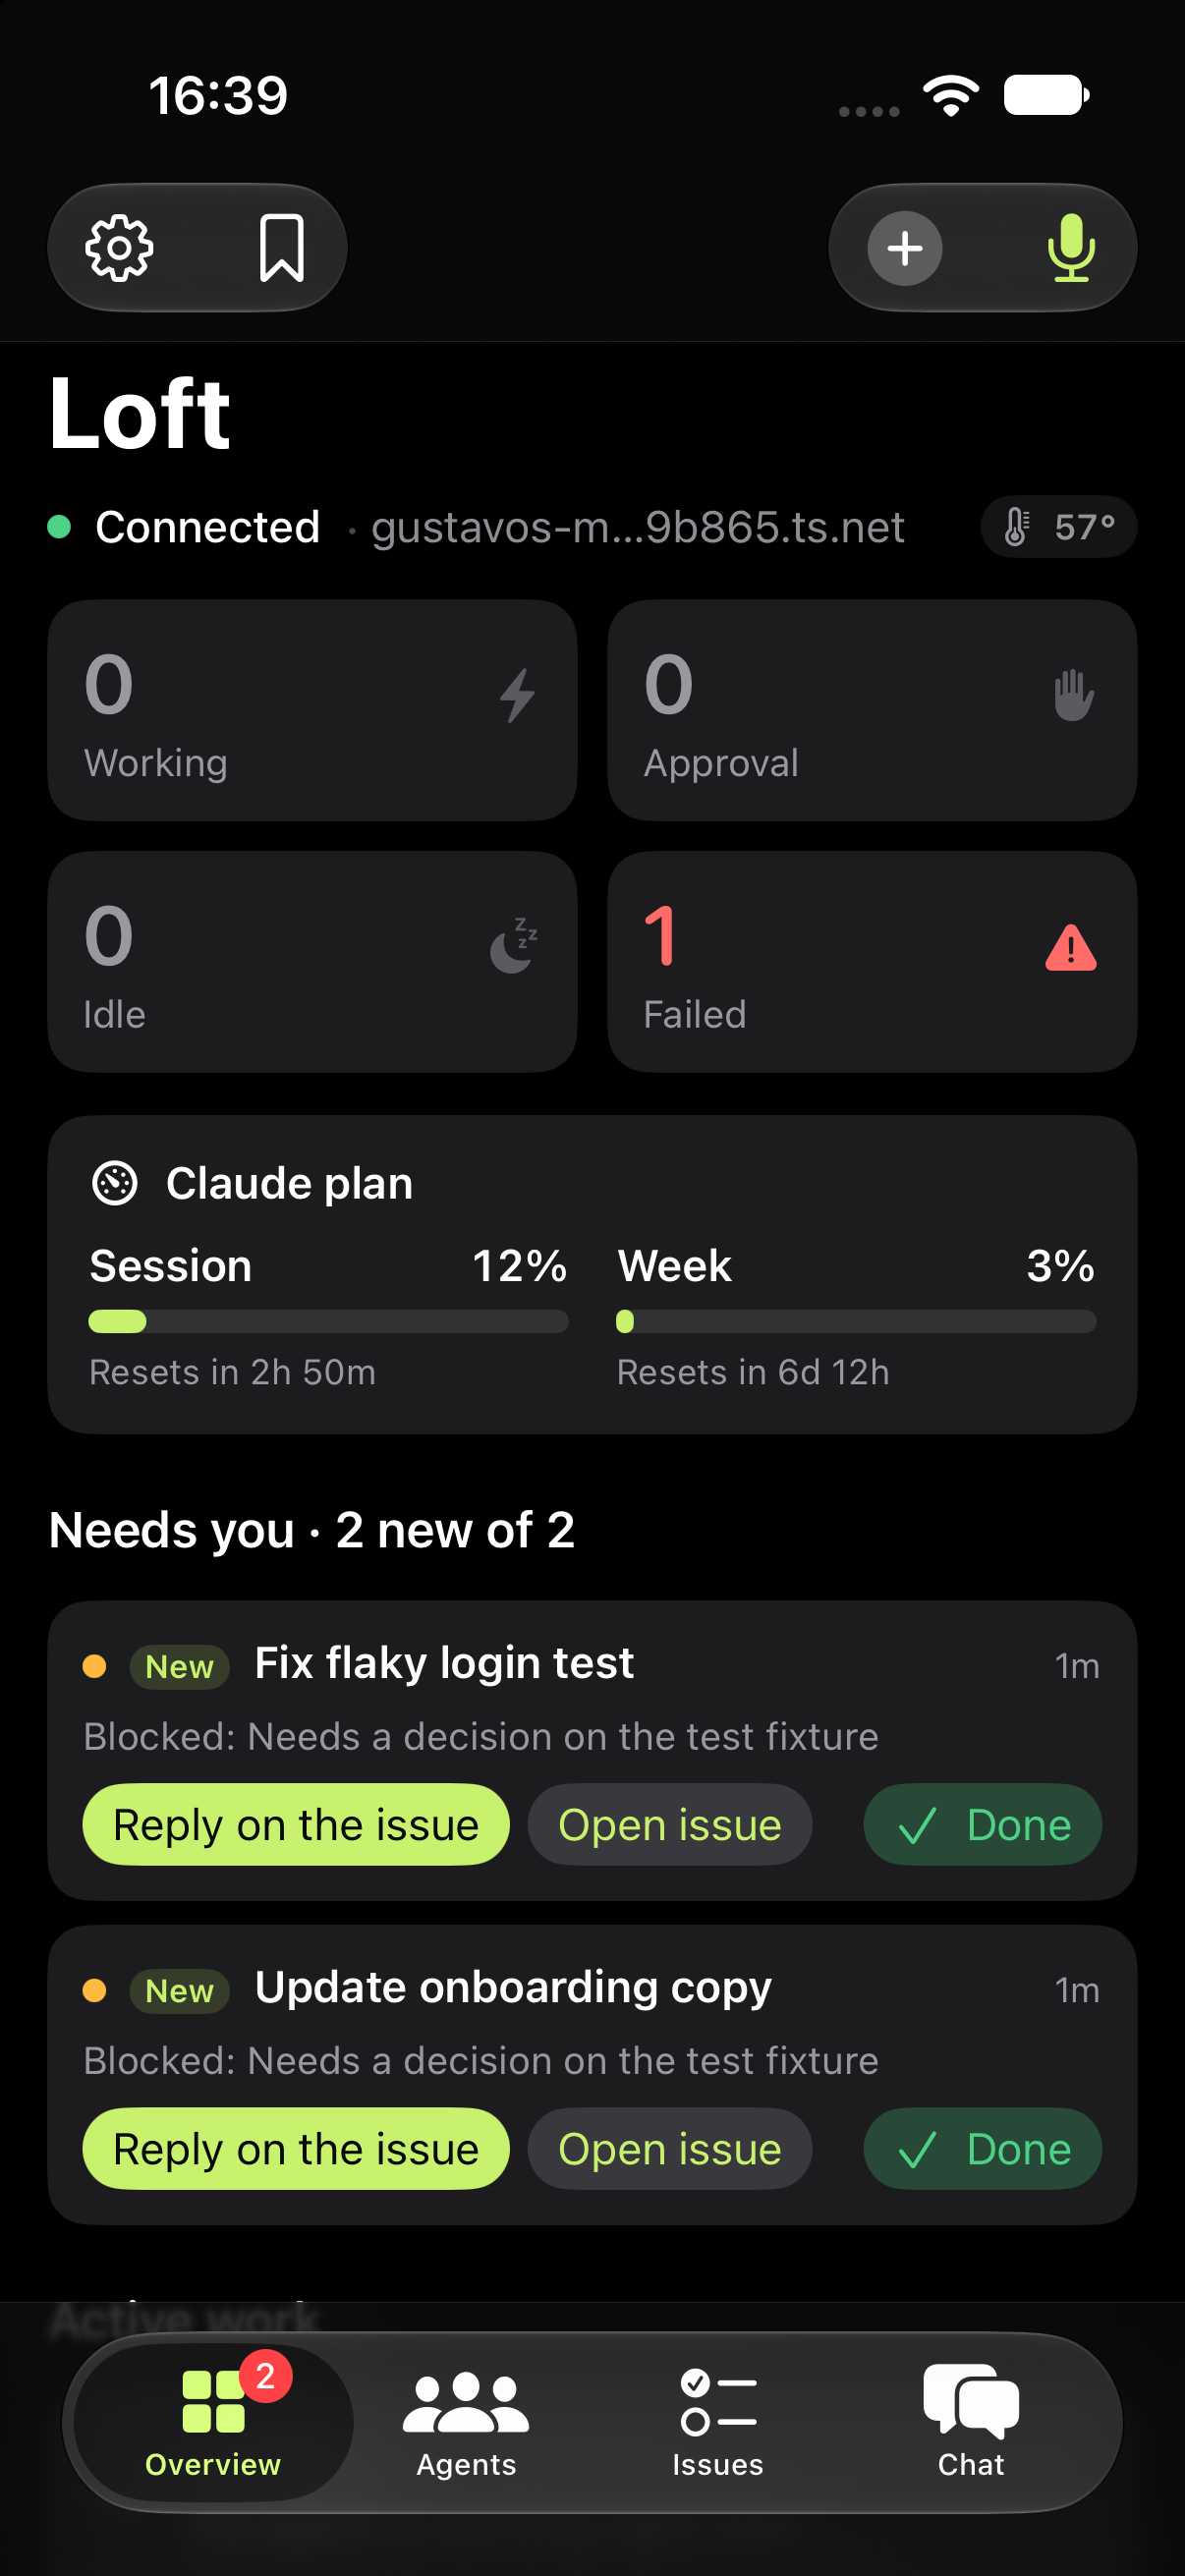 16:39
Loft
Connected · gustavos-m...9b865.ts.net 57°
0
Working
0
Approval
0
Idle
1
Failed
Claude plan
Session 12%
Resets in 2h 50m
Week 3%
Resets in 6d 12h
Needs you · 2 new of 2
New Fix flaky login test 1m
Blocked: Needs a decision on the test fixture
Reply on the issue Open issue Done
New Update onboarding copy 1m
Blocked: Needs a decision on the test fixture
Reply on the issue Open issue Done
Active work
2
Overview Agents Issues Chat